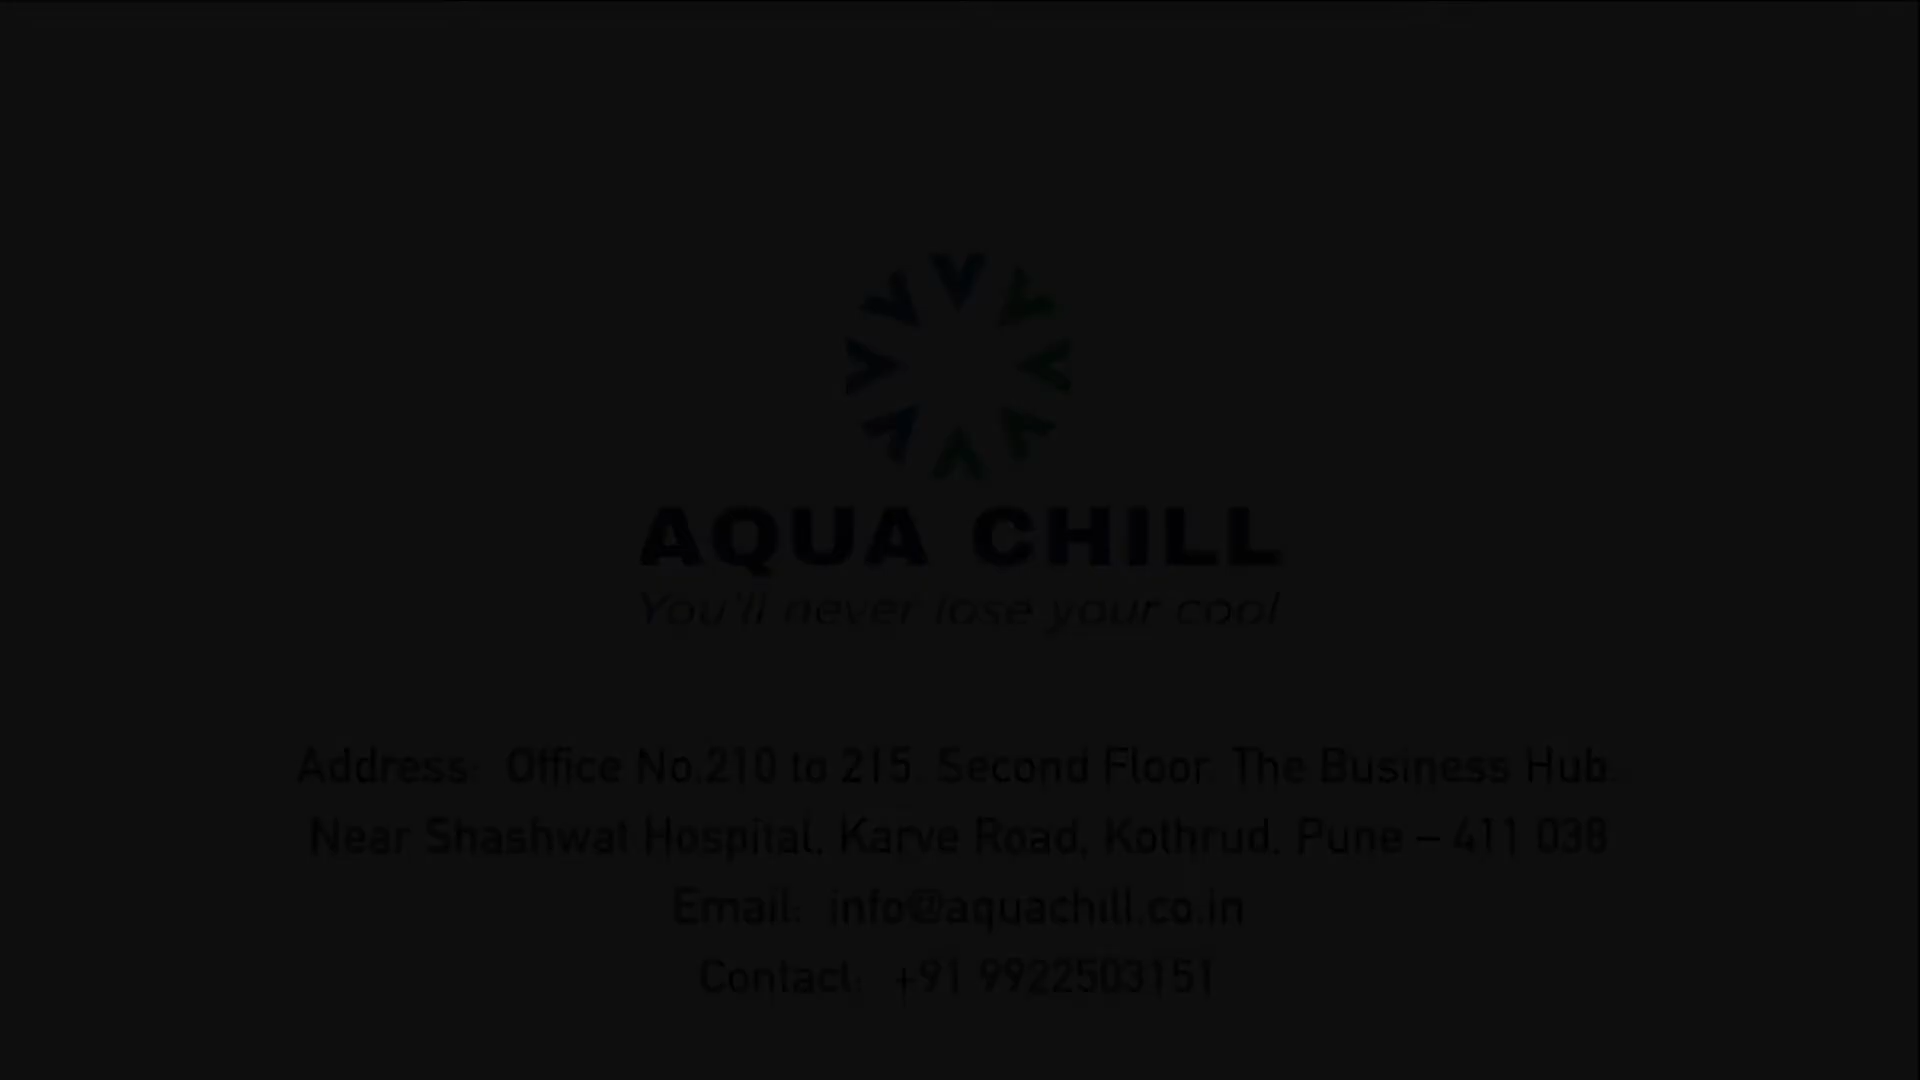 AQUA CHILL
You'll never lose your cool
Address: Office No.210 to 215, Second Floor, The Business Hub,
Near Shashwat Hospital, Karve Road, Kothrud, Pune – 411 038
Email: info@aquachill.co.in
Contact: +91 9922503151